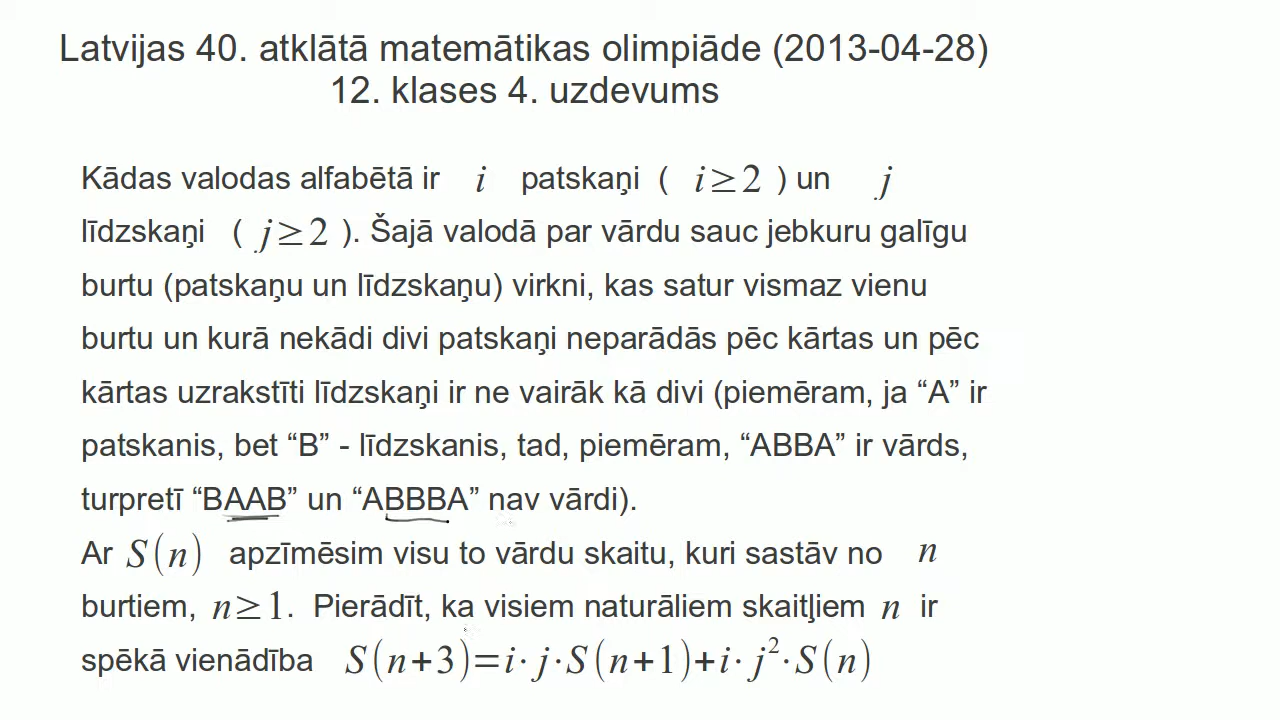 Latvijas 40. atklātā matemātikas olimpiāde (2013-04-28)
12. klases 4. uzdevums
Kādas valodas alfabētā ir i patskaņi ( i≥2 ) un j
līdzskaņi ( j≥2 ). Šajā valodā par vārdu sauc jebkuru galīgu
burtu (patskaņu un līdzskaņu) virkni, kas satur vismaz vienu
burtu un kurā nekādi divi patskaņi neparādās pēc kārtas un pēc
kārtas uzrakstīti līdzskaņi ir ne vairāk kā divi (piemēram, ja “A” ir
patskanis, bet “B” - līdzskanis, tad, piemēram, “ABBA” ir vārds,
turpretī “BAAB” un “ABBBA” nav vārdi).
Ar S(n) apzīmēsim visu to vārdu skaitu, kuri sastāv no n
burtiem, n≥1. Pierādīt, ka visiem naturāliem skaitļiem n ir
spēkā vienādība S(n+3)=i·j·S(n+1)+i·j²·S(n)